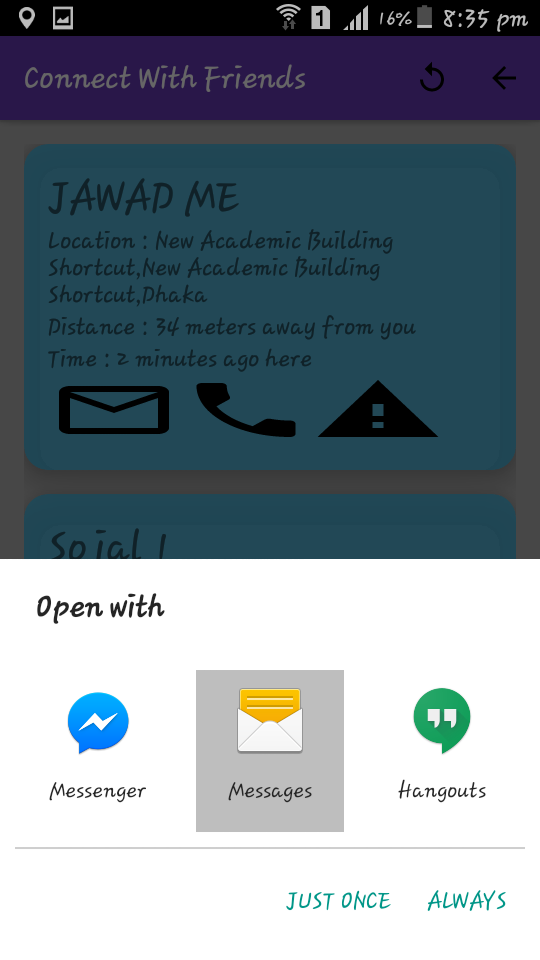 1 16% 8:35 pm
Connect With Friends
JAWAD ME
Location : New Academic Building
Shortcut,New Academic Building
Shortcut,Dhaka
Distance : 34 meters away from you
Time : 2 minutes ago here
Open with
Messenger Messages Hangouts
JUST ONCE ALWAYS